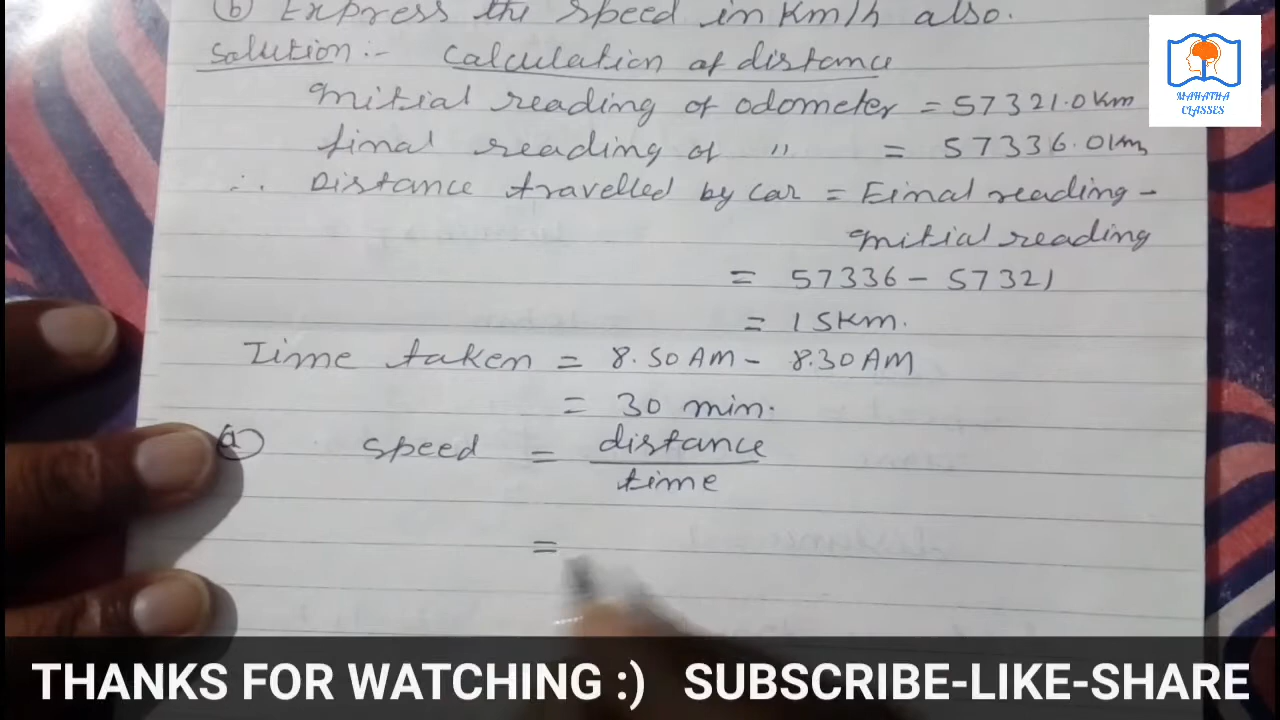 (b) Express the speed in Km/h also.
Solution :- Calculation of distance
Initial reading of odometer = 57321.0 Km
final reading of " = 57336.0 Km
∴ Distance travelled by car = Final reading -
Initial reading
= 57336 - 57321
= 15 Km.
Time taken = 8.50 AM - 8.30 AM
= 30 min.
(a) speed = distance
time
=
MAHATHA
CLASSES
THANKS FOR WATCHING :) SUBSCRIBE-LIKE-SHARE